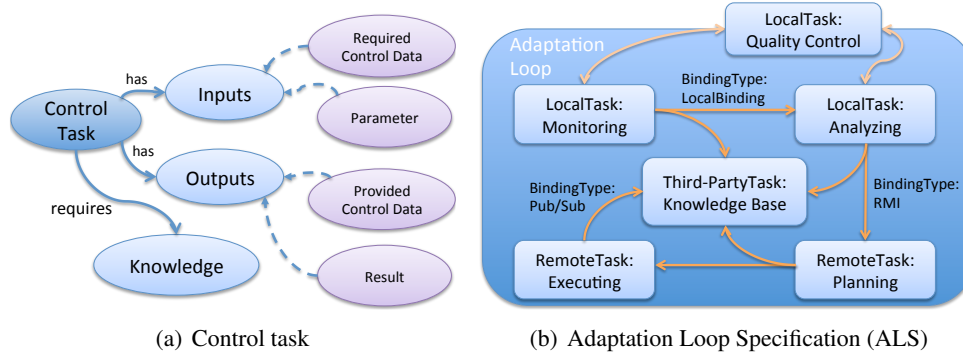 Required
Control Data
has
Inputs
Control
Task
Parameter
has
Outputs
Provided
Control Data
requires
Knowledge
Result
(a) Control task
LocalTask:
Quality Control
Adaptation
Loop
BindingType:
LocalBinding
LocalTask:
Monitoring
LocalTask:
Analyzing
BindingType:
Pub/Sub
Third-PartyTask:
Knowledge Base
BindingType:
RMI
RemoteTask:
Executing
RemoteTask:
Planning
(b) Adaptation Loop Specification (ALS)